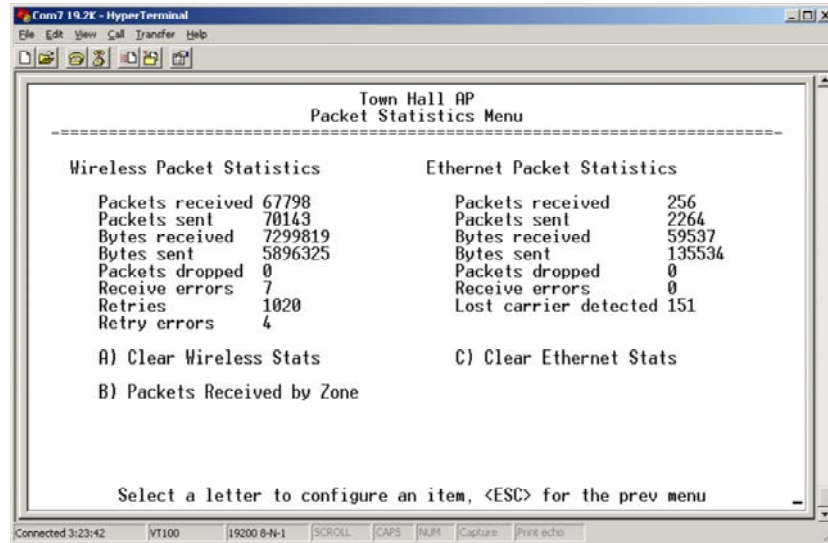 Com7 19.2K - HyperTerminal
File Edit View Call Transfer Help
Town Hall AP
Packet Statistics Menu
-==========================================================================-
Wireless Packet Statistics
Packets received 67798
Packets sent 70143
Bytes received 7299819
Bytes sent 5896325
Packets dropped 0
Receive errors 7
Retries 1020
Retry errors 4
A) Clear Wireless Stats
B) Packets Received by Zone
Ethernet Packet Statistics
Packets received 256
Packets sent 2264
Bytes received 59537
Bytes sent 135534
Packets dropped 0
Receive errors 0
Lost carrier detected 151
C) Clear Ethernet Stats
Select a letter to configure an item, <ESC> for the prev menu
Connected 3:23:42 VT100 19200 8-N-1 SCROLL CAPS NUM Capture Print echo